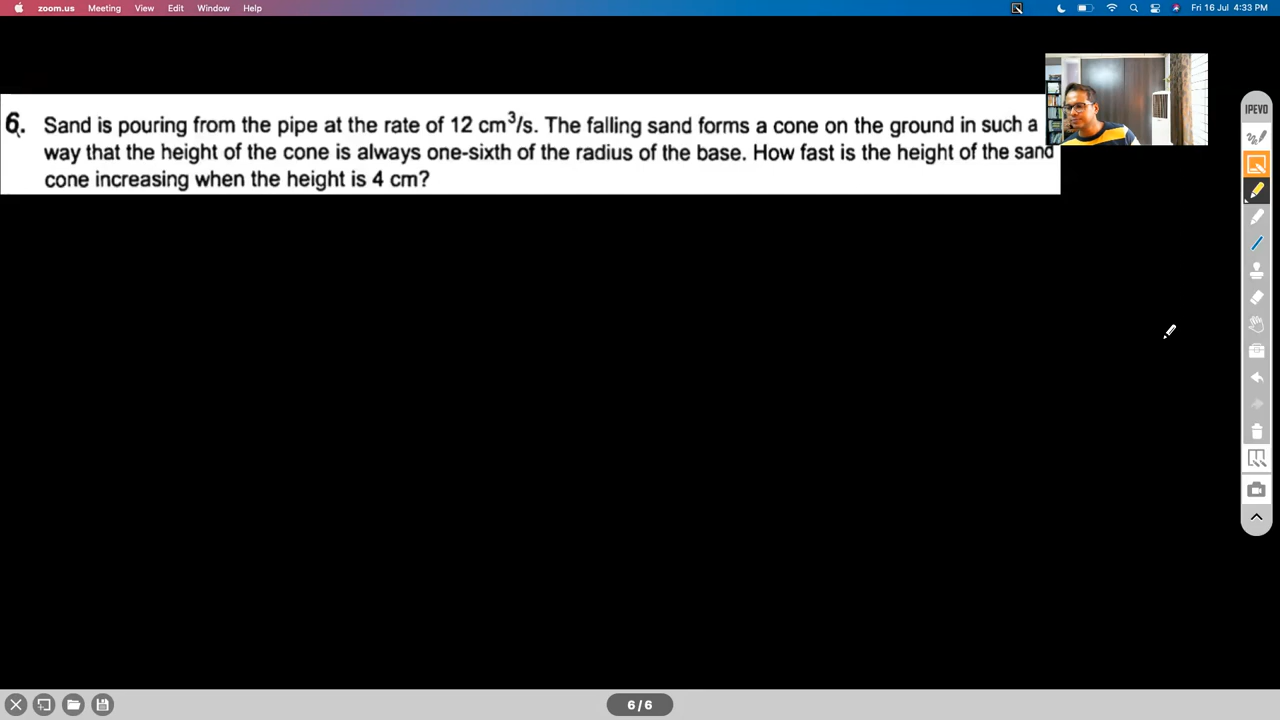 zoom.us Meeting View Edit Window Help Fri 16 Jul 4:33 PM
IPEVO
6. Sand is pouring from the pipe at the rate of 12 cm³/s. The falling sand forms a cone on the ground in such a
way that the height of the cone is always one-sixth of the radius of the base. How fast is the height of the sand
cone increasing when the height is 4 cm?
6 / 6